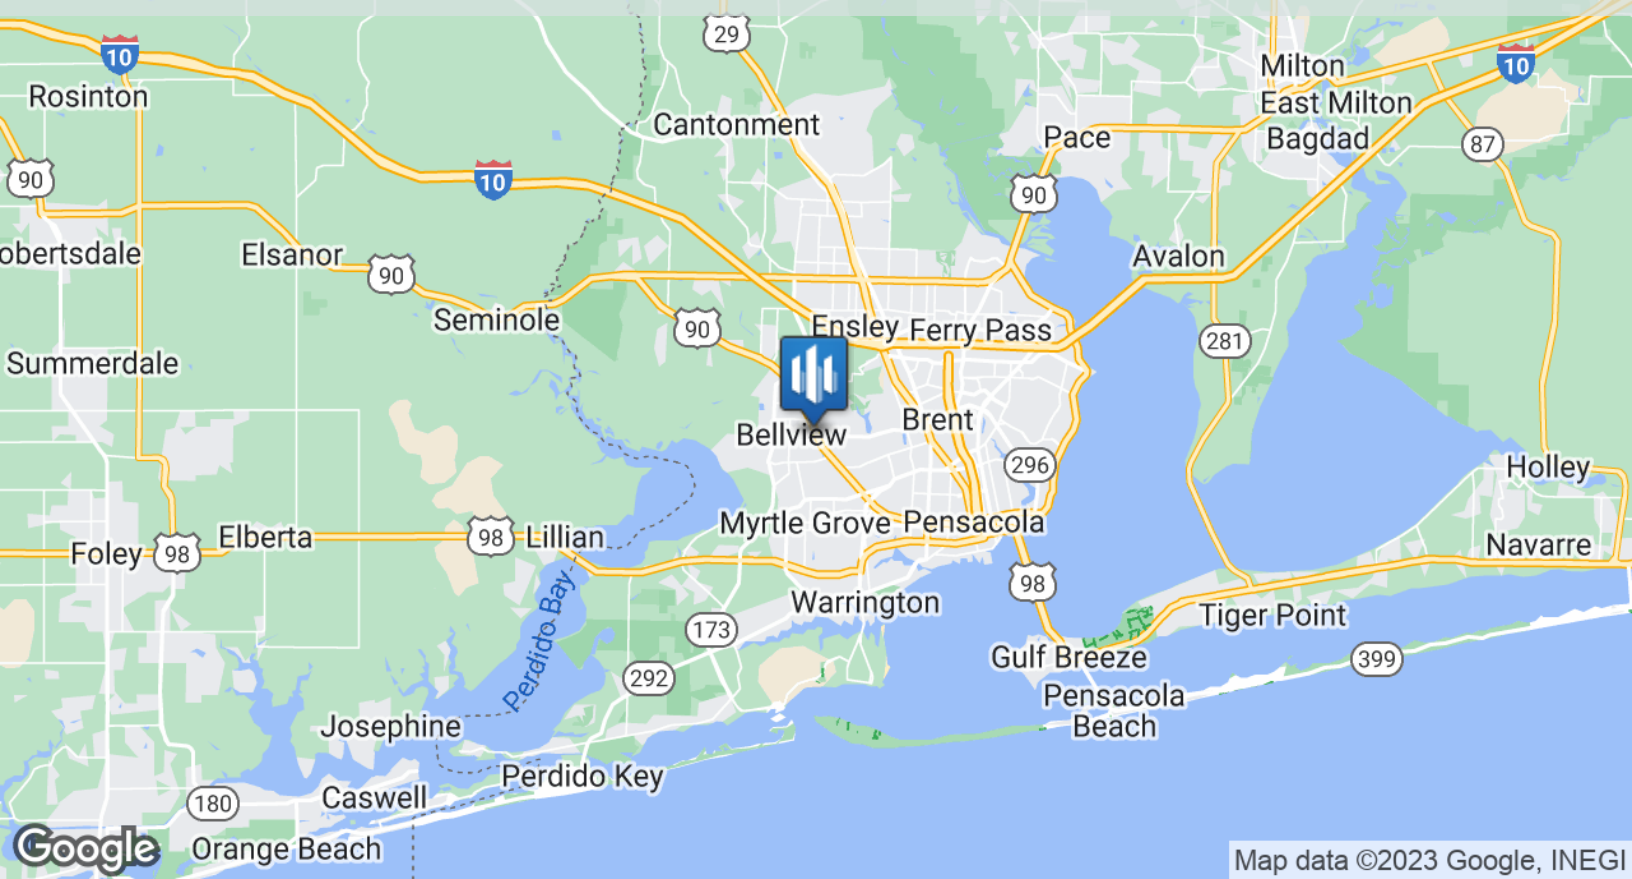 29
10
Milton
10
Rosinton
East Milton
Cantonment
Pace
Bagdad
87
90
10
90
obertsdale
Elsanor
90
Avalon
Seminole
90
Ensley
Ferry Pass
281
Summerdale
Brent
Bellview
296
Holley
Myrtle Grove
Pensacola
Elberta
98
Lillian
Foley
98
Navarre
98
Perdido Bay
Warrington
Tiger Point
173
Gulf Breeze
399
292
Pensacola
Beach
Josephine
Perdido Key
180
Caswell
Google
Orange Beach
Map data ©2023 Google, INEGI